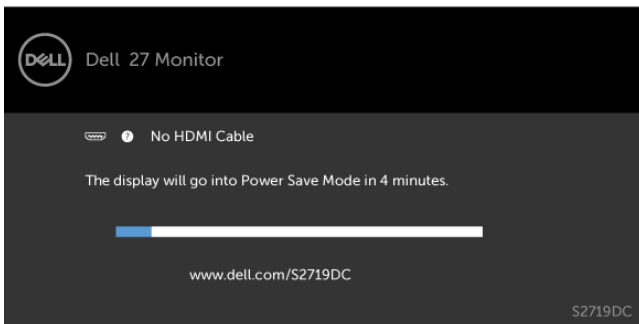 DELL
Dell 27 Monitor
? No HDMI Cable
The display will go into Power Save Mode in 4 minutes.
www.dell.com/S2719DC
S2719DC